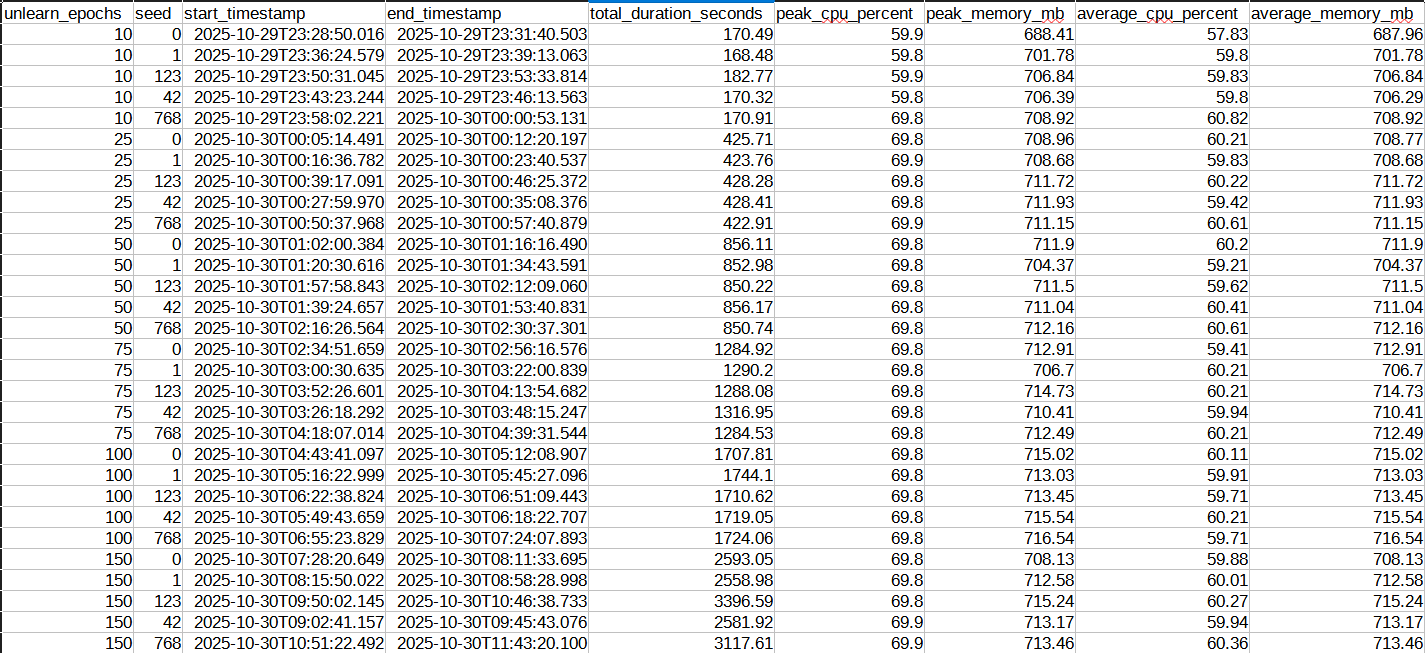 unlearn_epochs seed start_timestamp end_timestamp total_duration_seconds peak_cpu_percent peak_memory_mb average_cpu_percent average_memory_mb
10 0 2025-10-29T23:28:50.016 2025-10-29T23:31:40.503 170.49 59.9 688.41 57.83 687.96
10 1 2025-10-29T23:36:24.579 2025-10-29T23:39:13.063 168.48 59.8 701.78 59.8 701.78
10 123 2025-10-29T23:50:31.045 2025-10-29T23:53:33.814 182.77 59.9 706.84 59.83 706.84
10 42 2025-10-29T23:43:23.244 2025-10-29T23:46:13.563 170.32 59.8 706.39 59.8 706.29
10 768 2025-10-29T23:58:02.221 2025-10-30T00:00:53.131 170.91 69.8 708.92 60.82 708.92
25 0 2025-10-30T00:05:14.491 2025-10-30T00:12:20.197 425.71 69.8 708.96 60.21 708.77
25 1 2025-10-30T00:16:36.782 2025-10-30T00:23:40.537 423.76 69.9 708.68 59.83 708.68
25 123 2025-10-30T00:39:17.091 2025-10-30T00:46:25.372 428.28 69.8 711.72 60.22 711.72
25 42 2025-10-30T00:27:59.970 2025-10-30T00:35:08.376 428.41 69.8 711.93 59.42 711.93
25 768 2025-10-30T00:50:37.968 2025-10-30T00:57:40.879 422.91 69.9 711.15 60.61 711.15
50 0 2025-10-30T01:02:00.384 2025-10-30T01:16:16.490 856.11 69.8 711.9 60.2 711.9
50 1 2025-10-30T01:20:30.616 2025-10-30T01:34:43.591 852.98 69.8 704.37 59.21 704.37
50 123 2025-10-30T01:57:58.843 2025-10-30T02:12:09.060 850.22 69.8 711.5 59.62 711.5
50 42 2025-10-30T01:39:24.657 2025-10-30T01:53:40.831 856.17 69.8 711.04 60.41 711.04
50 768 2025-10-30T02:16:26.564 2025-10-30T02:30:37.301 850.74 69.8 712.16 60.61 712.16
75 0 2025-10-30T02:34:51.659 2025-10-30T02:56:16.576 1284.92 69.8 712.91 59.41 712.91
75 1 2025-10-30T03:00:30.635 2025-10-30T03:22:00.839 1290.2 69.8 706.7 60.21 706.7
75 123 2025-10-30T03:52:26.601 2025-10-30T04:13:54.682 1288.08 69.8 714.73 60.21 714.73
75 42 2025-10-30T03:26:18.292 2025-10-30T03:48:15.247 1316.95 69.8 710.41 59.94 710.41
75 768 2025-10-30T04:18:07.014 2025-10-30T04:39:31.544 1284.53 69.8 712.49 60.21 712.49
100 0 2025-10-30T04:43:41.097 2025-10-30T05:12:08.907 1707.81 69.8 715.02 60.11 715.02
100 1 2025-10-30T05:16:22.999 2025-10-30T05:45:27.096 1744.1 69.8 713.03 59.91 713.03
100 123 2025-10-30T06:22:38.824 2025-10-30T06:51:09.443 1710.62 69.8 713.45 59.71 713.45
100 42 2025-10-30T05:49:43.659 2025-10-30T06:18:22.707 1719.05 69.8 715.54 60.21 715.54
100 768 2025-10-30T06:55:23.829 2025-10-30T07:24:07.893 1724.06 69.8 716.54 59.71 716.54
150 0 2025-10-30T07:28:20.649 2025-10-30T08:11:33.695 2593.05 69.8 708.13 59.88 708.13
150 1 2025-10-30T08:15:50.022 2025-10-30T08:58:28.998 2558.98 69.8 712.58 60.01 712.58
150 123 2025-10-30T09:50:02.145 2025-10-30T10:46:38.733 3396.59 69.8 715.24 60.27 715.24
150 42 2025-10-30T09:02:41.157 2025-10-30T09:45:43.076 2581.92 69.9 713.17 59.94 713.17
150 768 2025-10-30T10:51:22.492 2025-10-30T11:43:20.100 3117.61 69.9 713.46 60.36 713.46